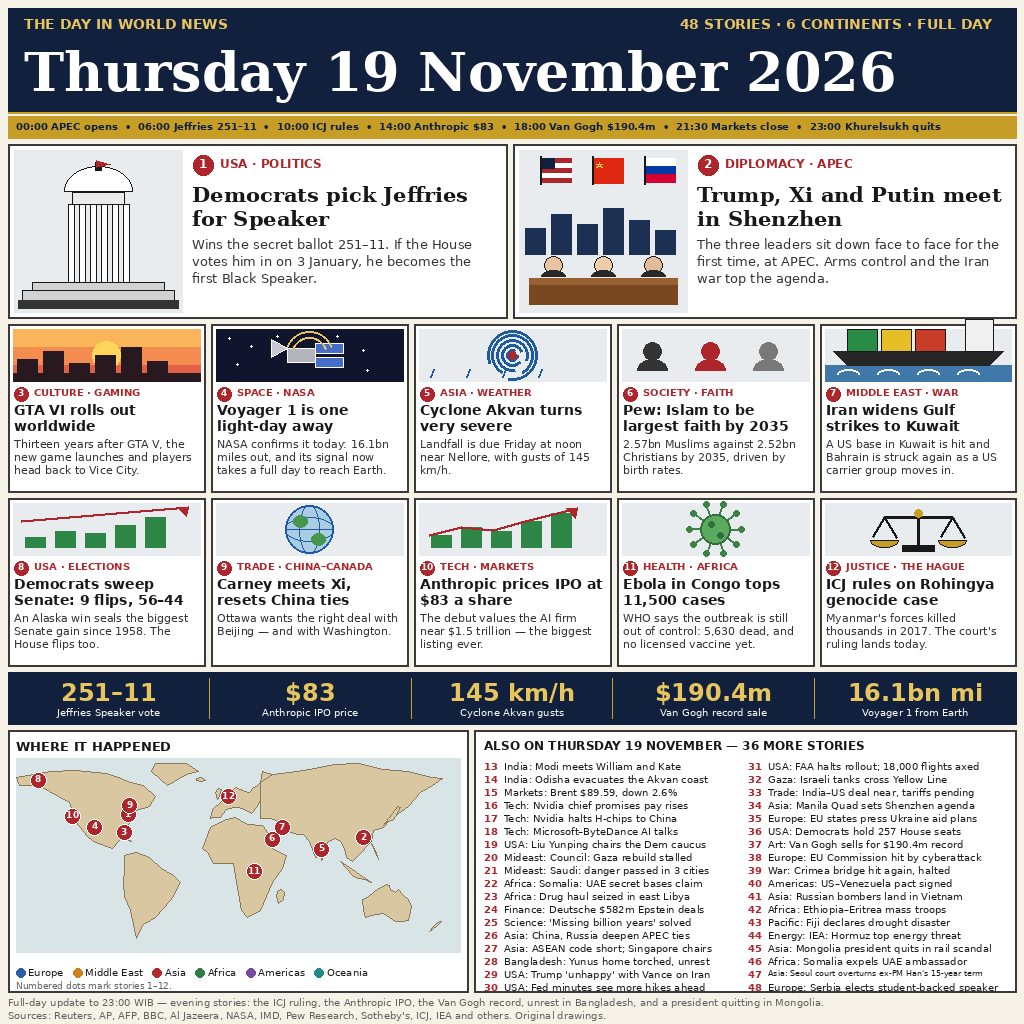 THE DAY IN WORLD NEWS
48 STORIES · 6 CONTINENTS · FULL DAY
Thursday 19 November 2026
00:00 APEC opens • 06:00 Jeffries 251–11 • 10:00 ICJ rules • 14:00 Anthropic $83 • 18:00 Van Gogh $190.4m • 21:30 Markets close • 23:00 Khurelsukh quits
1 USA · POLITICS
Democrats pick Jeffries
for Speaker
Wins the secret ballot 251–11. If the House
votes him in on 3 January, he becomes the
first Black Speaker.
2 DIPLOMACY · APEC
Trump, Xi and Putin meet
in Shenzhen
The three leaders sit down face to face for the
first time, at APEC. Arms control and the Iran
war top the agenda.
3 CULTURE · GAMING
GTA VI rolls out
worldwide
Thirteen years after GTA V, the
new game launches and players
head back to Vice City.
4 SPACE · NASA
Voyager 1 is one
light-day away
NASA confirms it today: 16.1bn
miles out, and its signal now
takes a full day to reach Earth.
5 ASIA · WEATHER
Cyclone Akvan turns
very severe
Landfall is due Friday at noon
near Nellore, with gusts of 145
km/h.
6 SOCIETY · FAITH
Pew: Islam to be
largest faith by 2035
2.57bn Muslims against 2.52bn
Christians by 2035, driven by
birth rates.
7 MIDDLE EAST · WAR
Iran widens Gulf
strikes to Kuwait
A US base in Kuwait is hit and
Bahrain is struck again as a US
carrier group moves in.
8 USA · ELECTIONS
Democrats sweep
Senate: 9 flips, 56–44
An Alaska win seals the biggest
Senate gain since 1958. The
House flips too.
9 TRADE · CHINA–CANADA
Carney meets Xi,
resets China ties
Ottawa wants the right deal with
Beijing — and with Washington.
10 TECH · MARKETS
Anthropic prices IPO at
$83 a share
The debut values the AI firm
near $1.5 trillion — the biggest
listing ever.
11 HEALTH · AFRICA
Ebola in Congo tops
11,500 cases
WHO says the outbreak is still
out of control: 5,630 dead, and
no licensed vaccine yet.
12 JUSTICE · THE HAGUE
ICJ rules on Rohingya
genocide case
Myanmar's forces killed
thousands in 2017. The court's
ruling lands today.
251–11
Jeffries Speaker vote
$83
Anthropic IPO price
145 km/h
Cyclone Akvan gusts
$190.4m
Van Gogh record sale
16.1bn mi
Voyager 1 from Earth
WHERE IT HAPPENED
8
12
9
10
4
3
7
6
2
5
11
Europe Middle East Asia Africa Americas Oceania
Numbered dots mark stories 1–12.
ALSO ON THURSDAY 19 NOVEMBER — 36 MORE STORIES
13 India: Modi meets William and Kate
14 India: Odisha evacuates the Akvan coast
15 Markets: Brent $89.59, down 2.6%
16 Tech: Nvidia chief promises pay rises
17 Tech: Nvidia halts H-chips to China
18 Tech: Microsoft-ByteDance AI talks
19 USA: Liu Yunping chairs the Dem caucus
20 Mideast: Council: Gaza rebuild stalled
21 Mideast: Saudi: danger passed in 3 cities
22 Africa: Somalia: UAE secret bases claim
23 Africa: Drug haul seized in east Libya
24 Finance: Deutsche $582m Epstein deals
25 Science: 'Missing billion years' solved
26 Asia: China, Russia deepen APEC ties
27 Asia: ASEAN code short; Singapore chairs
28 Bangladesh: Yunus home torched, unrest
29 USA: Trump 'unhappy' with Vance on Iran
30 USA: Fed minutes see more hikes ahead
31 USA: FAA halts rollout; 18,000 flights axed
32 Gaza: Israeli tanks cross Yellow Line
33 Trade: India–US deal near, tariffs pending
34 Asia: Manila Quad sets Shenzhen agenda
35 Europe: EU states press Ukraine aid plans
36 USA: Democrats hold 257 House seats
37 Art: Van Gogh sells for $190.4m record
38 Europe: EU Commission hit by cyberattack
39 War: Crimea bridge hit again, halted
40 Americas: US–Venezuela pact signed
41 Asia: Russian bombers land in Vietnam
42 Africa: Ethiopia–Eritrea mass troops
43 Pacific: Fiji declares drought disaster
44 Energy: IEA: Hormuz top energy threat
45 Asia: Mongolia president quits in rail scandal
46 Africa: Somalia expels UAE ambassador
47 Asia: Seoul court overturns ex-PM Han's 15-year term
48 Europe: Serbia elects student-backed speaker
Full-day update to 23:00 WIB — evening stories: the ICJ ruling, the Anthropic IPO, the Van Gogh record, unrest in Bangladesh, and a president quitting in Mongolia.
Sources: Reuters, AP, AFP, BBC, Al Jazeera, NASA, IMD, Pew Research, Sotheby's, ICJ, IEA and others. Original drawings.